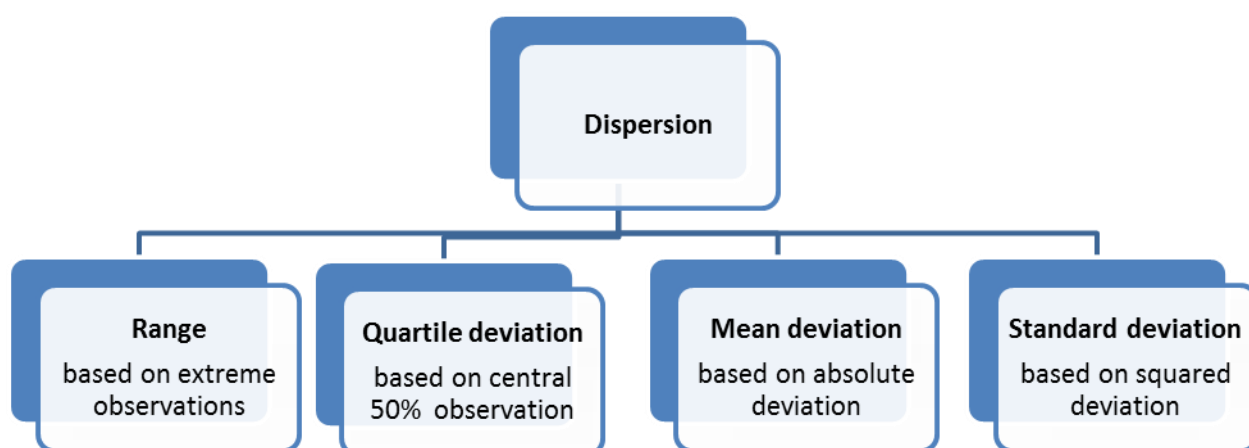 Dispersion
Range
based on extreme
observations
Quartile deviation
based on central
50% observation
Mean deviation
based on absolute
deviation
Standard deviation
based on squared
deviation